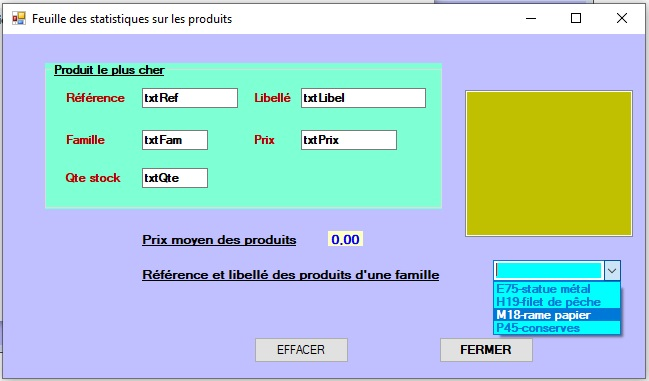 Feuille des statistiques sur les produits
Produit le plus cher
Référence txtRef Libellé txtLibel
Famille txtFam Prix txtPrix
Qte stock txtQte
Prix moyen des produits 0,00
Référence et libellé des produits d'une famille
E75-statue métal
H19-filet de pêche
M18-rame papier
P45-conserves
EFFACER FERMER